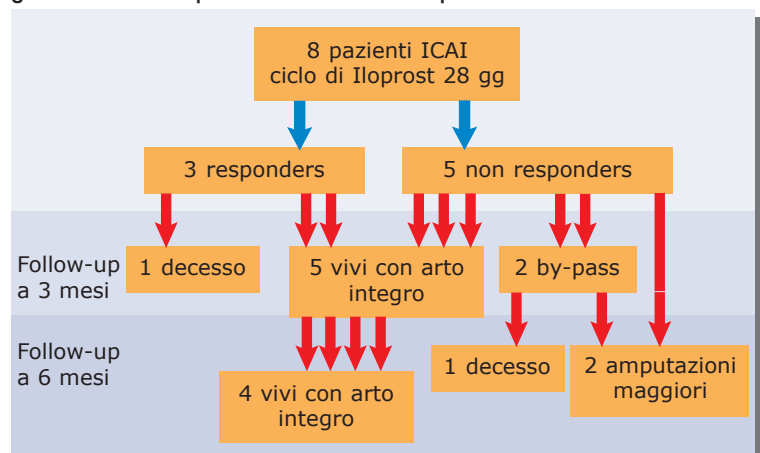 8 pazienti ICAI
ciclo di Iloprost 28 gg
3 responders
5 non responders
Follow-up
a 3 mesi
1 decesso
5 vivi con arto
integro
2 by-pass
Follow-up
a 6 mesi
4 vivi con arto
integro
1 decesso
2 amputazioni
maggiori